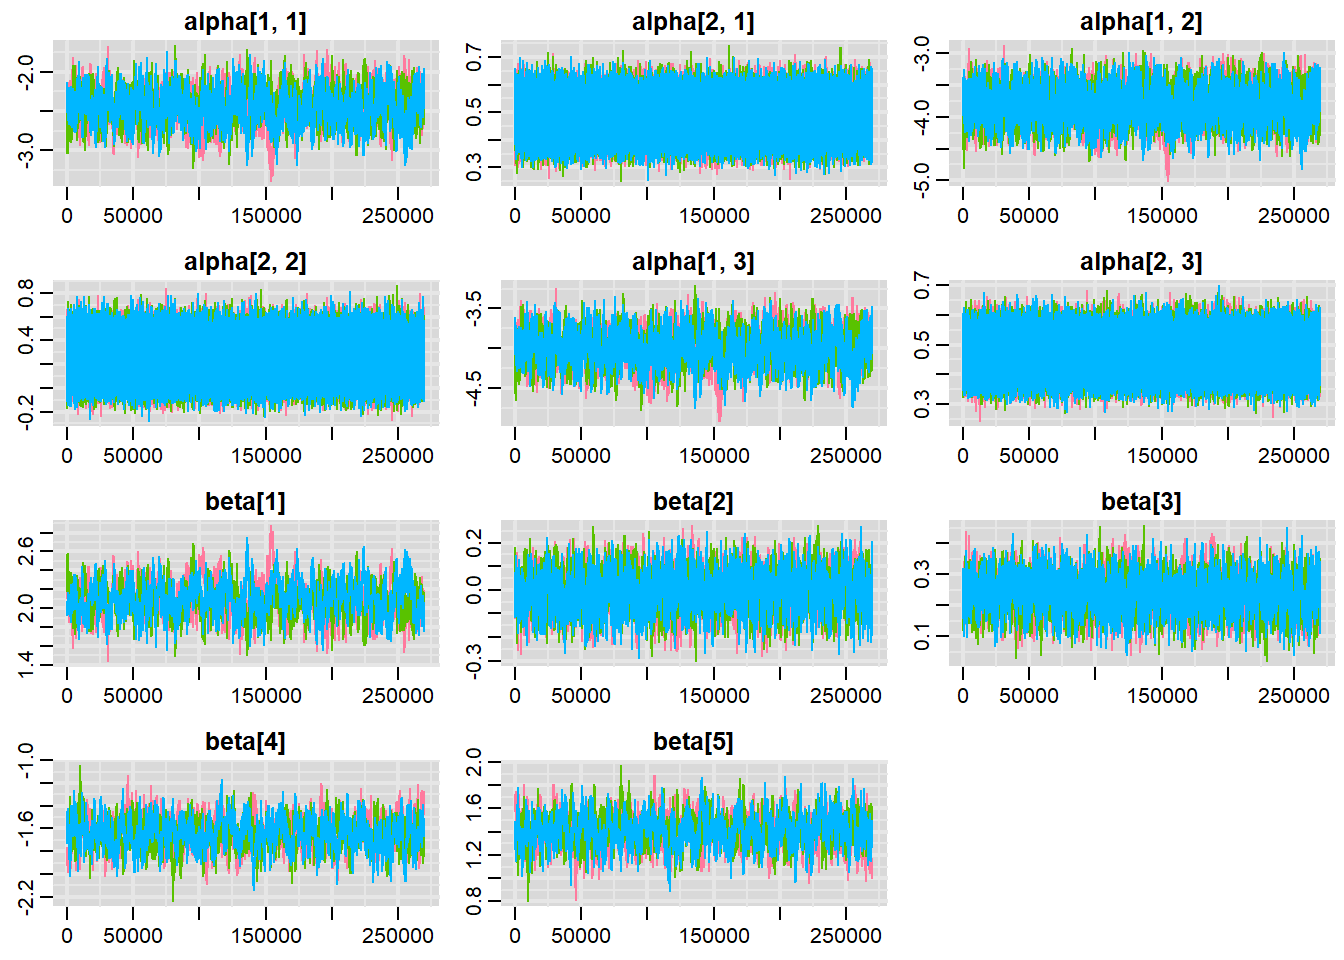 alpha[1, 1]
-2.0
-3.0
0 50000 150000 250000
alpha[2, 1]
0.7
0.5
0.3
0 50000 150000 250000
alpha[1, 2]
-3.0
-4.0
-5.0
0 50000 150000 250000
alpha[2, 2]
0.8
0.4
-0.2
0 50000 150000 250000
alpha[1, 3]
-3.5
-4.5
0 50000 150000 250000
alpha[2, 3]
0.7
0.5
0.3
0 50000 150000 250000
beta[1]
2.6
2.0
1.4
0 50000 150000 250000
beta[2]
0.2
0.0
-0.3
0 50000 150000 250000
beta[3]
0.3
0.1
0 50000 150000 250000
beta[4]
-1.0
-1.6
-2.2
0 50000 150000 250000
beta[5]
2.0
1.6
1.2
0.8
0 50000 150000 250000